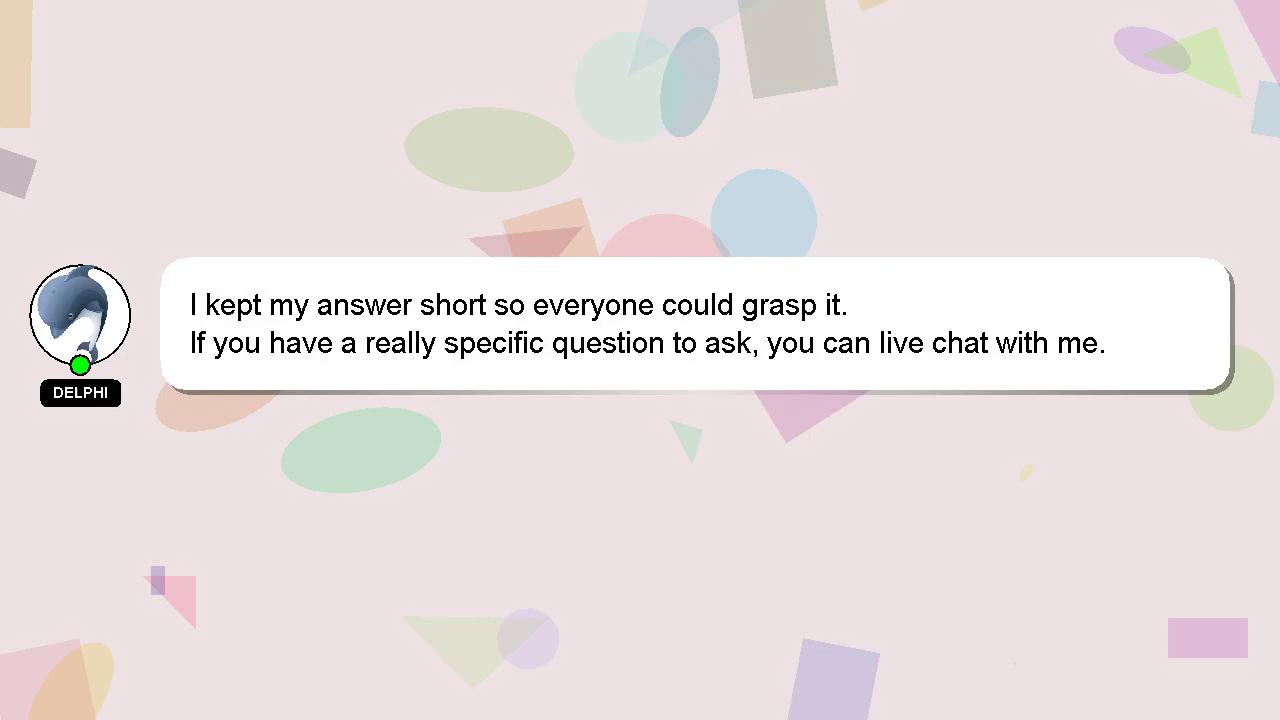 I kept my answer short so everyone could grasp it.
If you have a really specific question to ask, you can live chat with me.
DELPHI